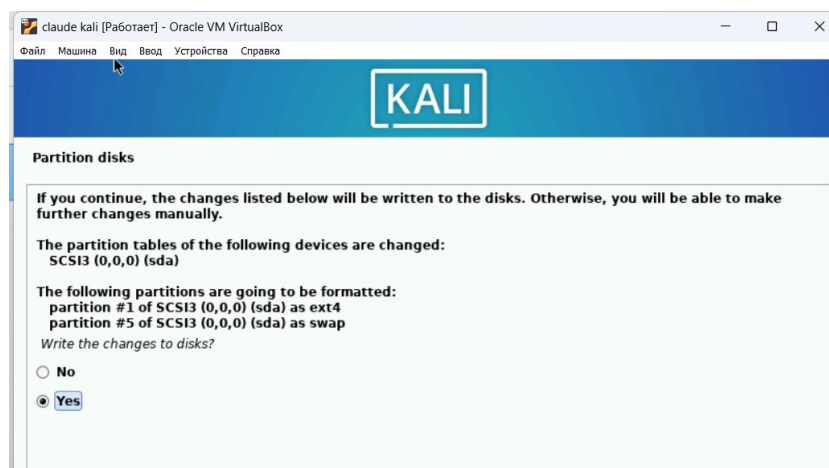 claude kali [Работает] - Oracle VM VirtualBox
Файл Машина Вид Ввод Устройства Справка
KALI
Partition disks
If you continue, the changes listed below will be written to the disks. Otherwise, you will be able to make
further changes manually.
The partition tables of the following devices are changed:
SCSI3 (0,0,0) (sda)
The following partitions are going to be formatted:
partition #1 of SCSI3 (0,0,0) (sda) as ext4
partition #5 of SCSI3 (0,0,0) (sda) as swap
Write the changes to disks?
No
Yes